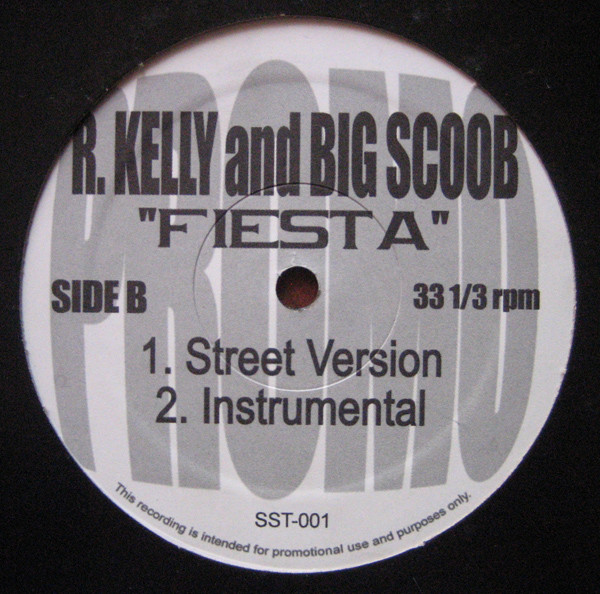 PROMO
R. KELLY and BIG SCOOB
"FIESTA"
SIDE B
33 1/3 rpm
1. Street Version
2. Instrumental
SST-001
This recording is intended for promotional use and purposes only.